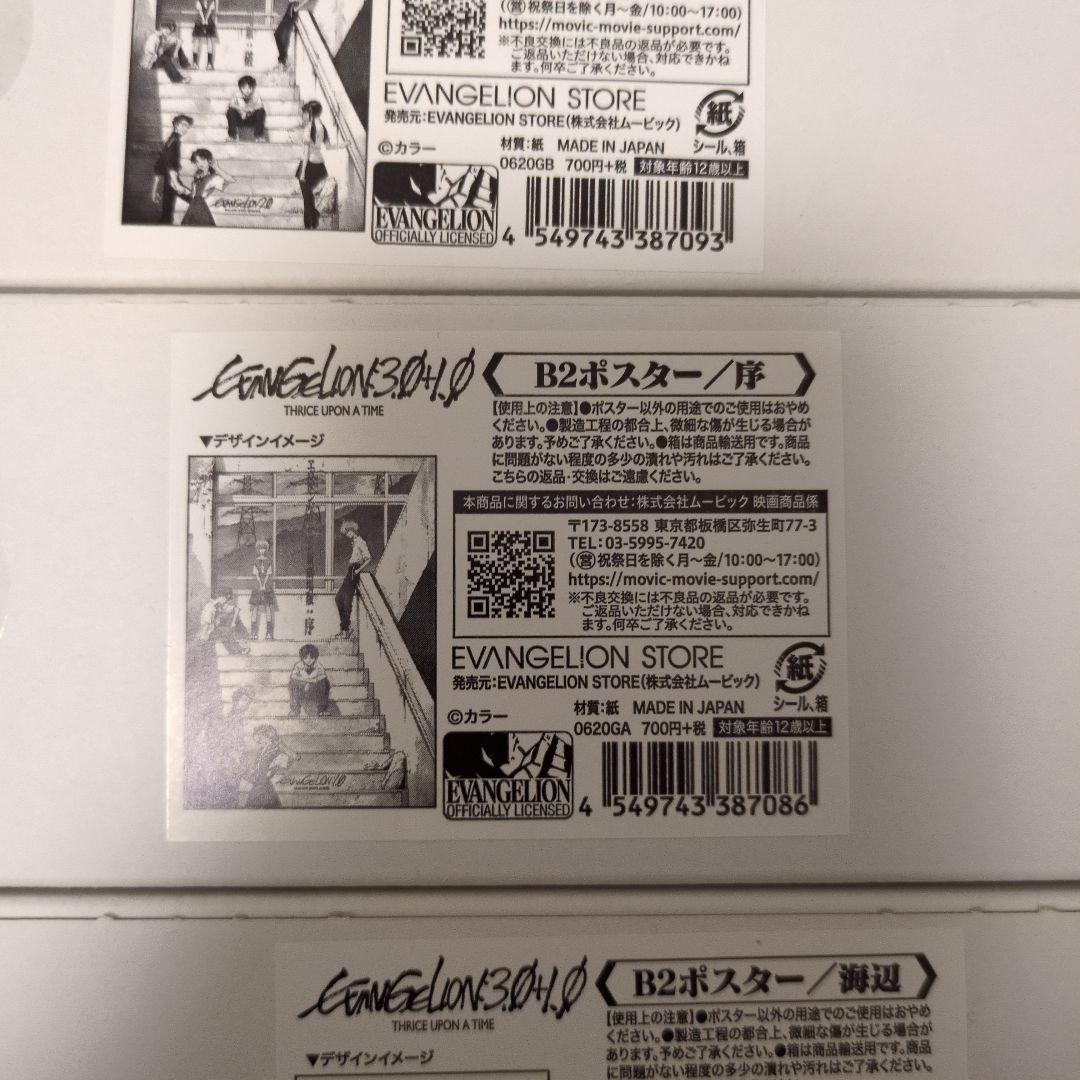 ((営)祝祭日を除く月〜金/10:00〜17:00)
https://movic-movie-support.com/
※不良交換には不良品の返品が必要です。
ご返品いただけない場合、対応できかね
ます。何卒ご了承ください。
EVANGELION STORE
発売元:EVANGELION STORE(株式会社ムービック)
紙
シール、箱
©カラー
材質:紙 MADE IN JAPAN
0620GB 700円+税 対象年齢12歳以上
EVANGELION
OFFICIALLY LICENSED
4 549743 387093
EVANGELION2.0
EVANGELION:3.0+1.0
THRICE UPON A TIME
▼デザインイメージ
B2ポスター/序
【使用上の注意】●ポスター以外の用途でのご使用はおやめ
ください。●製造工程の都合上、微細な傷が生じる場合が
あります。予めご了承ください。●箱は商品輸送用です。商品
に問題がない程度の多少の潰れや汚れはご了承ください。
こちらの返品・交換はご遠慮ください。
本商品に関するお問い合わせ:株式会社ムービック 映画商品係
〒173-8558 東京都板橋区弥生町77-3
TEL:03-5995-7420
((営)祝祭日を除く月〜金/10:00〜17:00)
https://movic-movie-support.com/
※不良交換には不良品の返品が必要です。
ご返品いただけない場合、対応できかね
ます。何卒ご了承ください。
EVANGELION STORE
発売元:EVANGELION STORE(株式会社ムービック)
紙
シール、箱
©カラー
材質:紙 MADE IN JAPAN
0620GA 700円+税 対象年齢12歳以上
EVANGELION
OFFICIALLY LICENSED
4 549743 387086
EVANGELION:1.0
EVANGELION:3.0+1.0
THRICE UPON A TIME
▼デザインイメージ
B2ポスター/海辺
【使用上の注意】●ポスター以外の用途でのご使用はおやめ
ください。●製造工程の都合上、微細な傷が生じる場合が
あります。予めご了承ください。●箱は商品輸送用です。商品
に問題がない程度の多少の潰れや汚れはご了承ください。